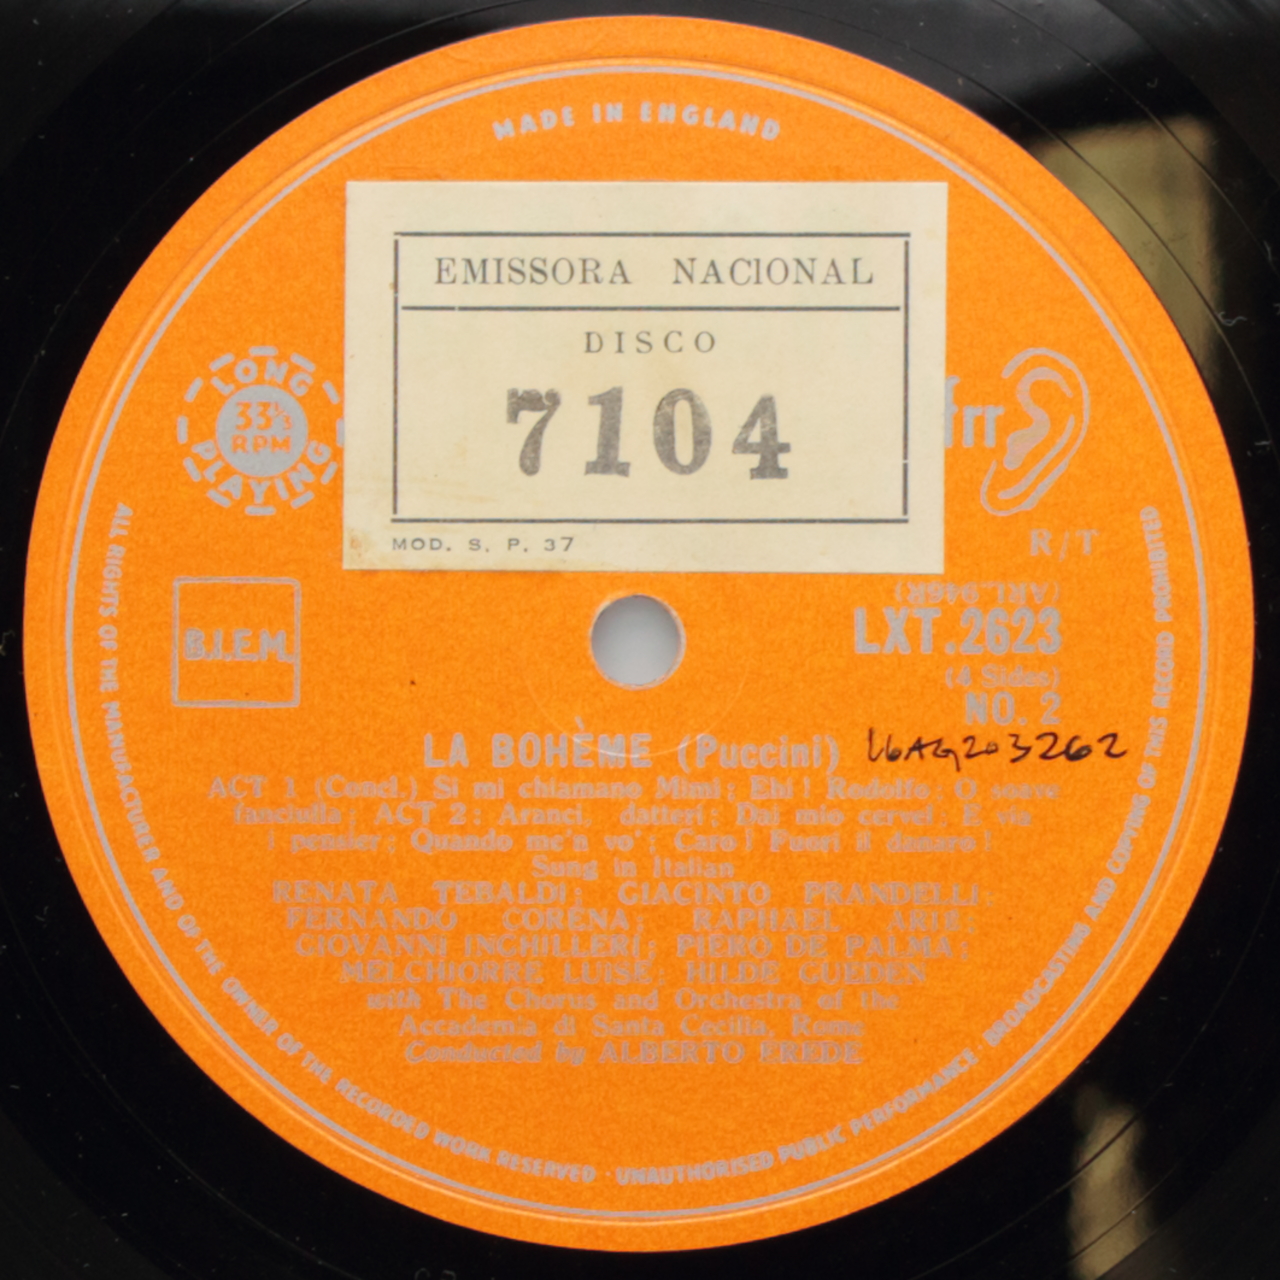 MADE IN ENGLAND
EMISSORA NACIONAL
DISCO
7104
MOD. S. P. 37
LONG
33⅓
RPM
PLAYING
ffrr
R/T
B.I.E.M.
(ARL.946R)
LXT.2623
(4 Sides)
NO. 2
LA BOHÈME (Puccini)
ACT 1 (Concl.) Si mi chiamano Mimi; Ehi! Rodolfo; O soave
fanciulla; ACT 2: Aranci, datteri; Dal mio cervel; E via
i pensier; Quando me'n vo'; Caro! Fuori il danaro!
Sung in Italian
RENATA TEBALDI; GIACINTO PRANDELLI;
FERNANDO CORENA; RAPHAEL ARIE;
GIOVANNI INGHILLERI; PIERO DE PALMA;
MELCHIORRE LUISE; HILDE GUEDEN
with The Chorus and Orchestra of the
Accademia di Santa Cecilia, Rome
Conducted by ALBERTO EREDE
ALL RIGHTS OF THE MANUFACTURER AND OF THE OWNER OF THE RECORDED WORK RESERVED · UNAUTHORISED PUBLIC PERFORMANCE · BROADCASTING AND COPYING OF THIS RECORD PROHIBITED